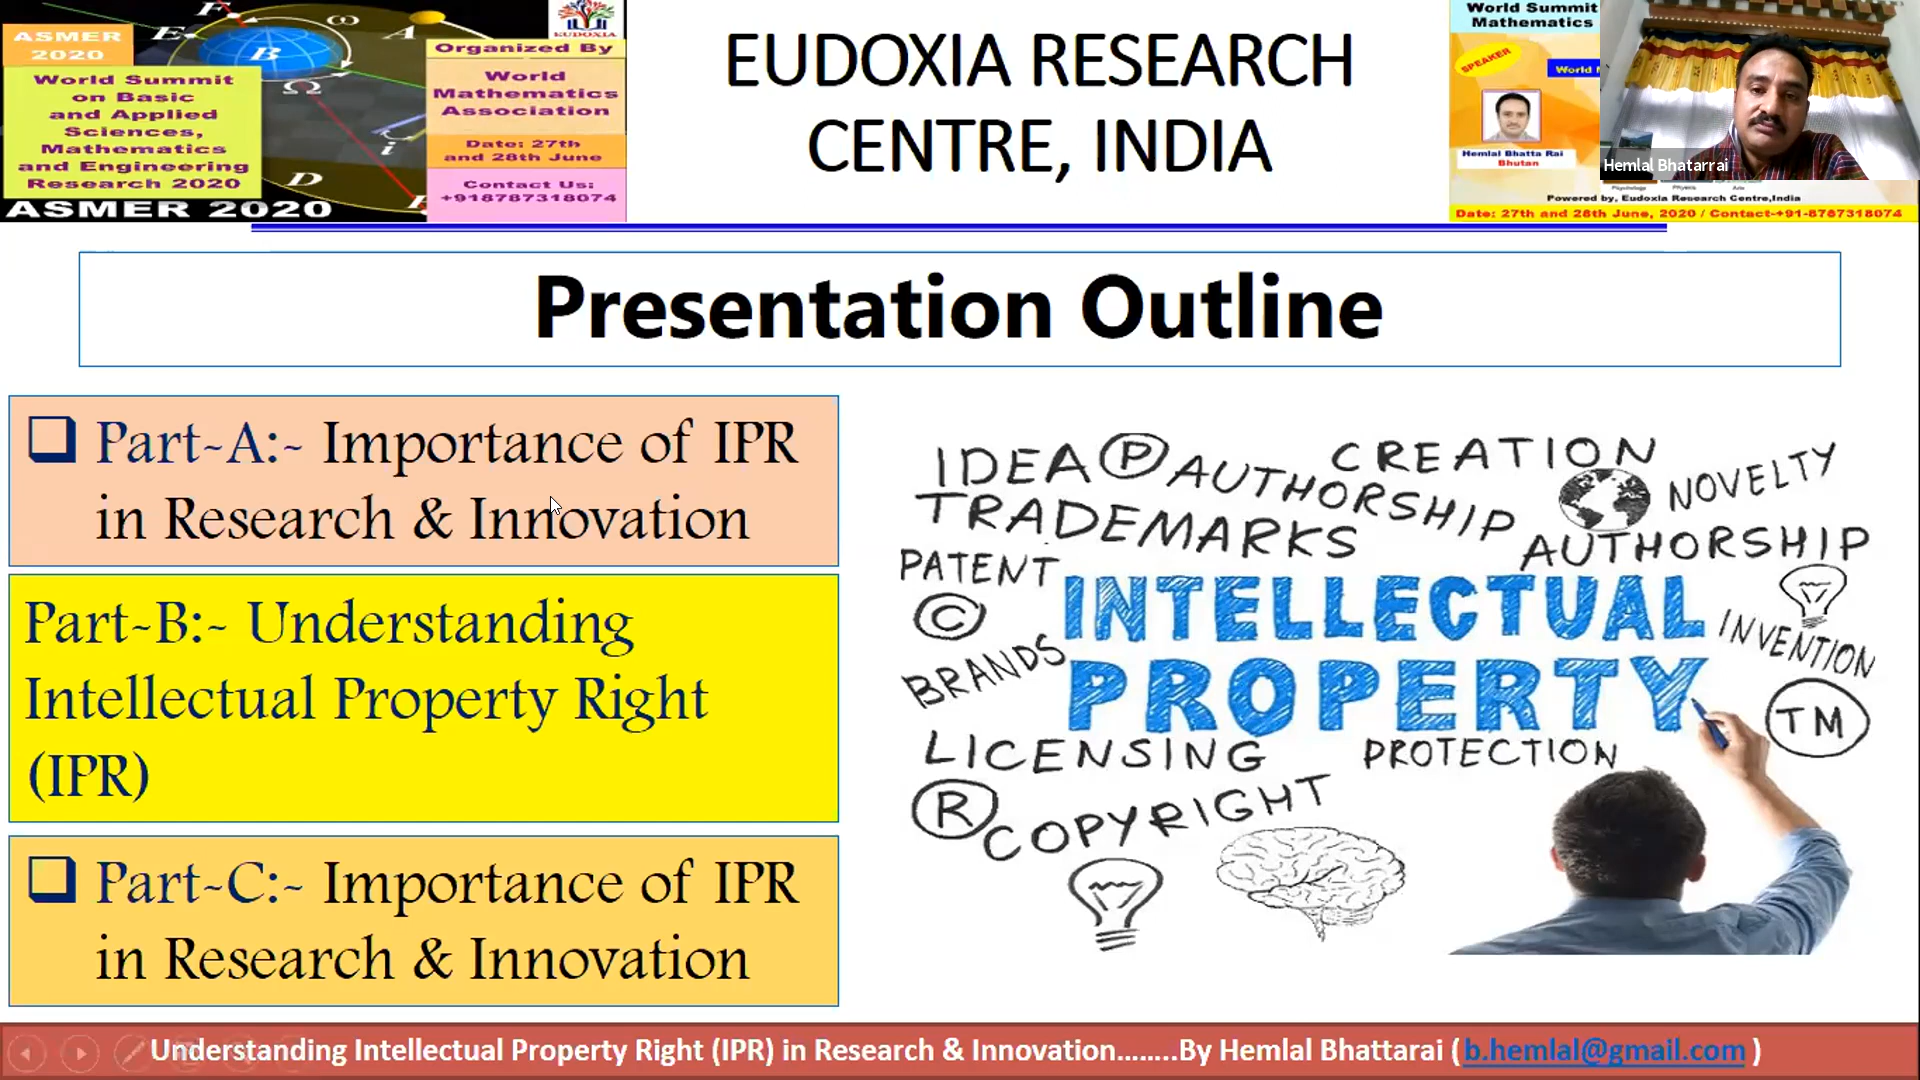 ASMER
2020
World Summit
on Basic
and Applied
Sciences,
Mathematics
and Engineering
Research 2020
ASMER 2020
F
E
B
ω
A
Ω
i
D
EUDOXIA
Organized By
World
Mathematics
Association
Date: 27th
and 28th June
Contact Us:
+918787318074
EUDOXIA RESEARCH
CENTRE, INDIA
World Summit
Mathematics
SPEAKER
World
Hemlal Bhatta Rai
Bhutan
Hemlal Bhatarrai
Psychology Physics Arts
Powered by, Eudoxia Research Centre,India
Date: 27th and 28th June, 2020 / Contact-+91-8787318074
Presentation Outline
Part-A:- Importance of IPR
in Research & Innovation
Part-B:- Understanding
Intellectual Property Right
(IPR)
Part-C:- Importance of IPR
in Research & Innovation
IDEA P AUTHORSHIP CREATION
NOVELTY
TRADEMARKS
AUTHORSHIP
PATENT
©
INTELLECTUAL
INVENTION
BRANDS
PROPERTY
TM
LICENSING
PROTECTION
®
COPYRIGHT
Understanding Intellectual Property Right (IPR) in Research & Innovation........By Hemlal Bhattarai ( b.hemlal@gmail.com )